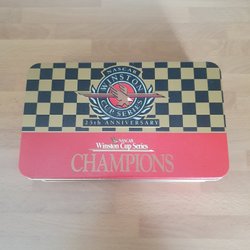 NASCAR
WINSTON
CUP SERIES
25th ANNIVERSARY
NASCAR
Winston Cup Series
CHAMPIONS